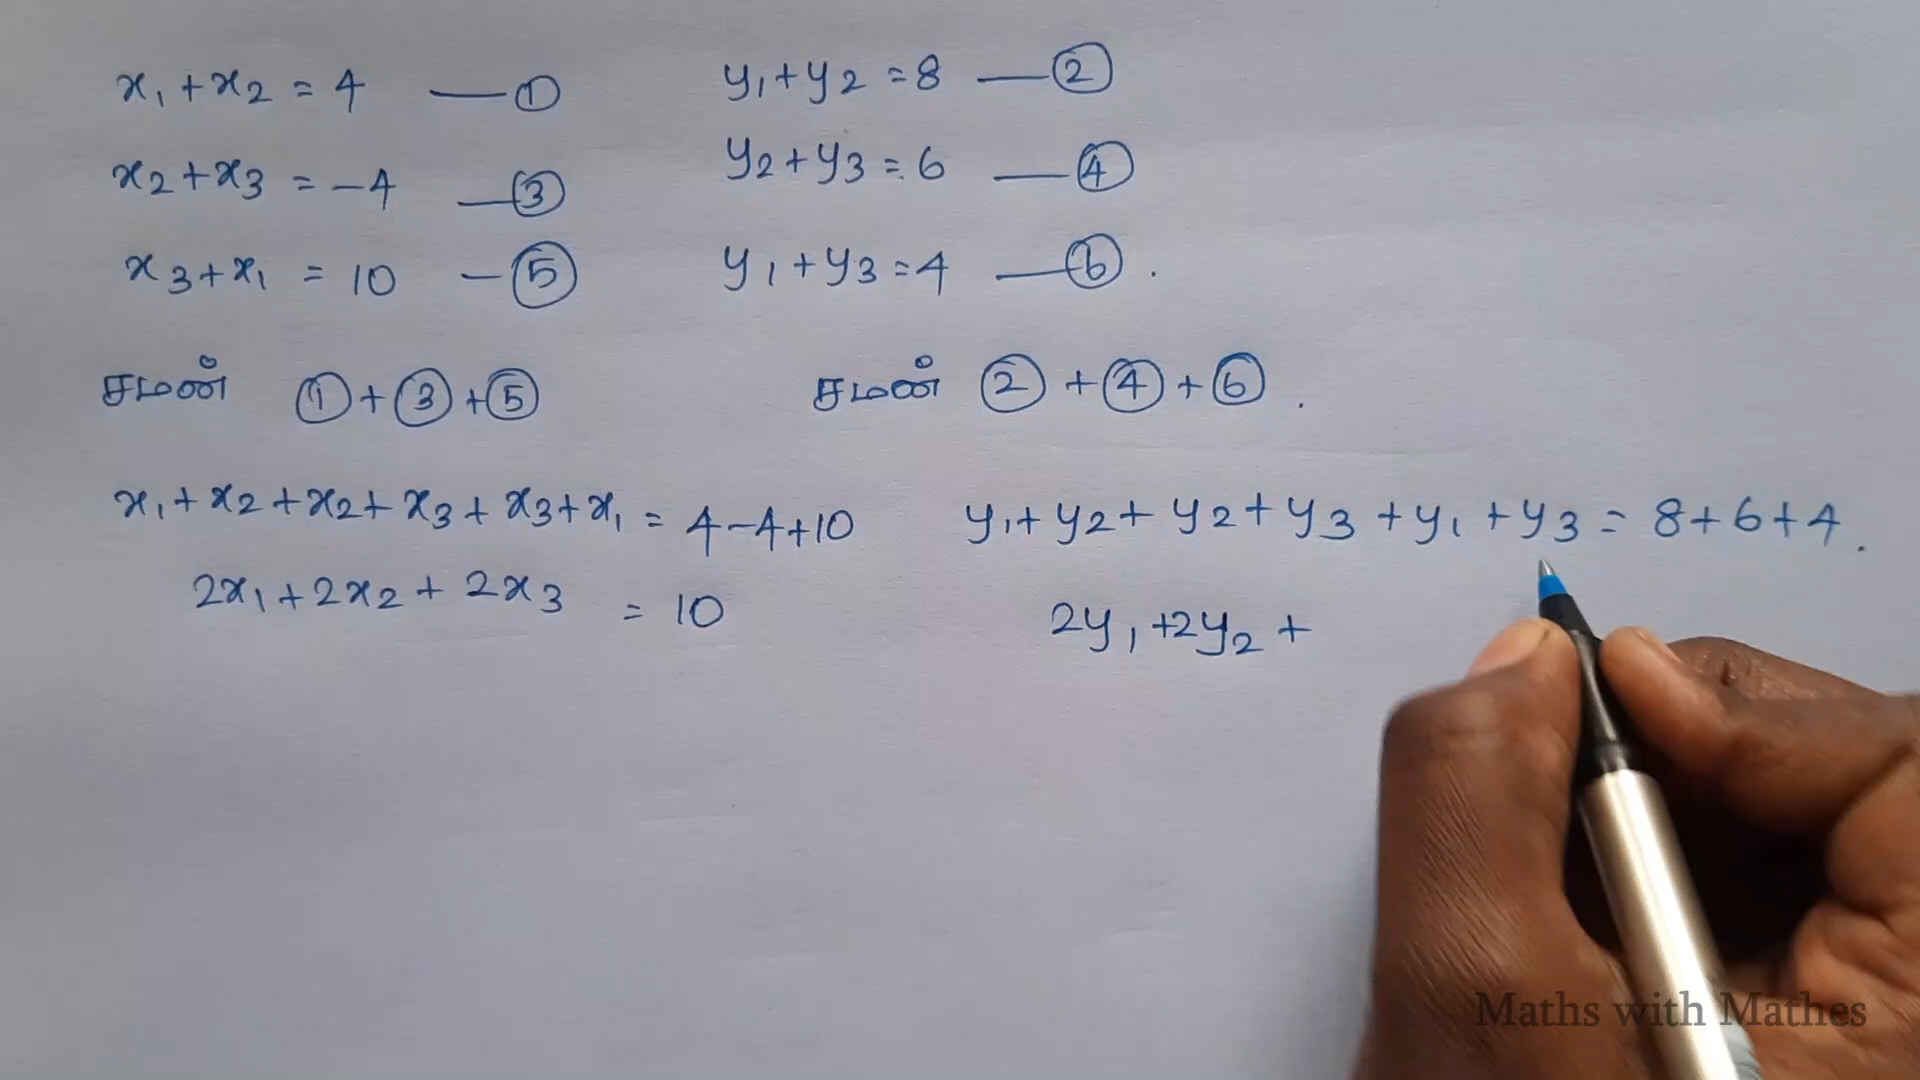 x₁ + x₂ = 4 — ①
y₁ + y₂ = 8 — ②
x₂ + x₃ = -4 — ③
y₂ + y₃ = 6 — ④
x₃ + x₁ = 10 — ⑤
y₁ + y₃ = 4 — ⑥ .
சமன் ① + ③ + ⑤
சமன் ② + ④ + ⑥ .
x₁ + x₂ + x₂ + x₃ + x₃ + x₁ = 4 - 4 + 10
y₁ + y₂ + y₂ + y₃ + y₁ + y₃ = 8 + 6 + 4 .
2x₁ + 2x₂ + 2x₃ = 10
2y₁ + 2y₂ +
Maths with Mathes